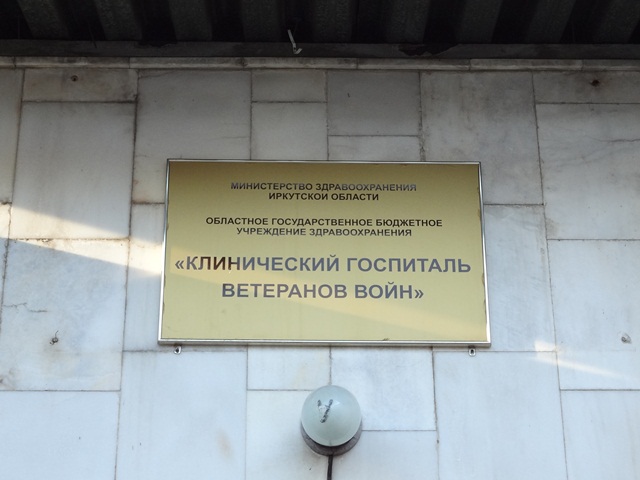 МИНИСТЕРСТВО ЗДРАВООХРАНЕНИЯ
ИРКУТСКОЙ ОБЛАСТИ
ОБЛАСТНОЕ ГОСУДАРСТВЕННОЕ БЮДЖЕТНОЕ
УЧРЕЖДЕНИЕ ЗДРАВООХРАНЕНИЯ
«КЛИНИЧЕСКИЙ ГОСПИТАЛЬ
ВЕТЕРАНОВ ВОЙН»